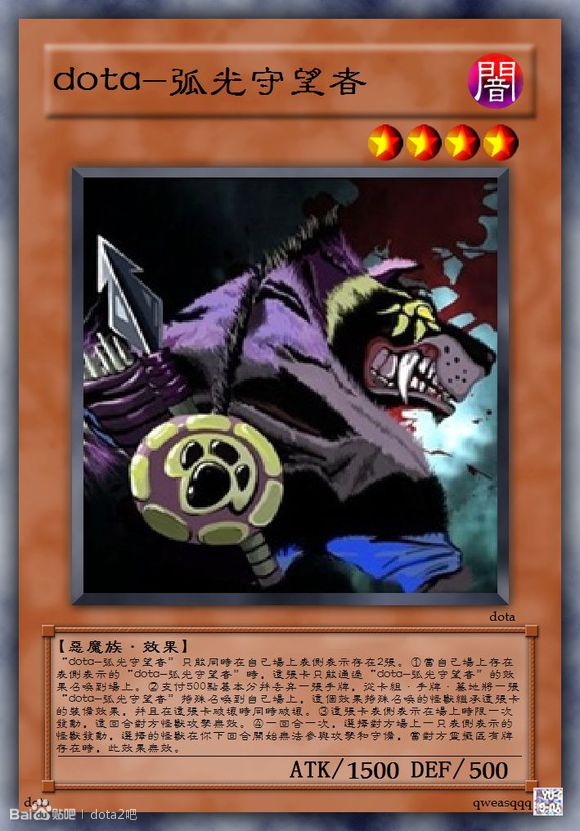 dota-弧光守望者
闇
dota
【惡魔族·效果】
“dota-弧光守望者”只能同時在自己場上表側表示存在2張。①當自己場上存在
表側表示的“dota-弧光守望者”時，這張卡只能通過“dota-弧光守望者”的效
果召喚到場上。②支付500點基本分并丟弃一張手牌，從卡組·手牌·墓地將一張
“dota-弧光守望者”特殊召喚到自己場上，這個效果特殊召喚的怪獸繼承這張卡
的裝備效果，并且在這張卡破壞時同時破壞。③這張卡表側表示在場上時限一次
發動，這回合對方怪獸攻擊無效。④一回合一次，選擇對方場上一只表側表示的
怪獸發動，選擇的怪獸在你下回合開始無法參與攻擊和守備，當對方靈擺區有牌
存在時，此效果無效。
ATK/1500 DEF/500
qweasqqq
Bai 贴吧 | dota2吧